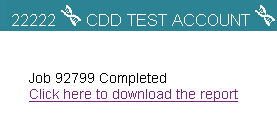 22222 CDD TEST ACCOUNT
Job 92799 Completed
Click here to download the report